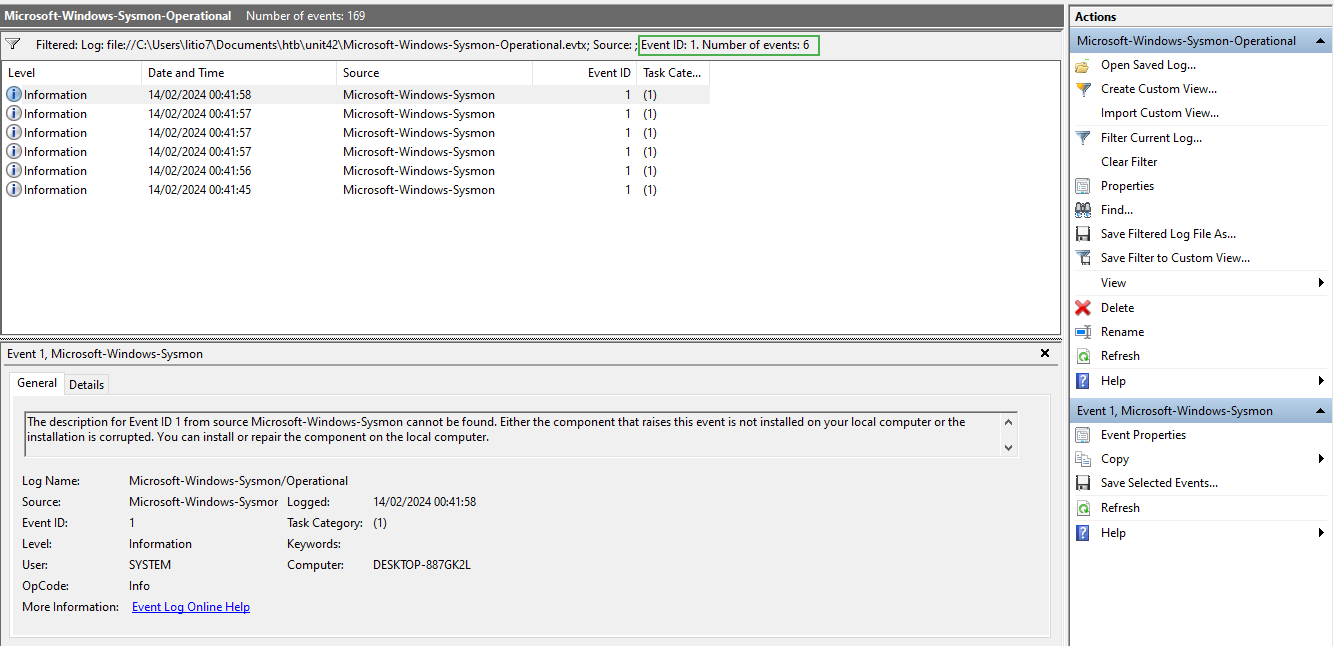 Microsoft-Windows-Sysmon-Operational Number of events: 169
Filtered: Log: file://C:\Users\litio7\Documents\htb\unit42\Microsoft-Windows-Sysmon-Operational.evtx; Source: ; Event ID: 1. Number of events: 6
Level Date and Time Source Event ID Task Cate...
Information 14/02/2024 00:41:58 Microsoft-Windows-Sysmon 1 (1)
Information 14/02/2024 00:41:57 Microsoft-Windows-Sysmon 1 (1)
Information 14/02/2024 00:41:57 Microsoft-Windows-Sysmon 1 (1)
Information 14/02/2024 00:41:57 Microsoft-Windows-Sysmon 1 (1)
Information 14/02/2024 00:41:56 Microsoft-Windows-Sysmon 1 (1)
Information 14/02/2024 00:41:45 Microsoft-Windows-Sysmon 1 (1)
Event 1, Microsoft-Windows-Sysmon
General Details
The description for Event ID 1 from source Microsoft-Windows-Sysmon cannot be found. Either the component that raises this event is not installed on your local computer or the
installation is corrupted. You can install or repair the component on the local computer.
Log Name: Microsoft-Windows-Sysmon/Operational
Source: Microsoft-Windows-Sysmor Logged: 14/02/2024 00:41:58
Event ID: 1 Task Category: (1)
Level: Information Keywords:
User: SYSTEM Computer: DESKTOP-887GK2L
OpCode: Info
More Information: Event Log Online Help
Actions
Microsoft-Windows-Sysmon-Operational
Open Saved Log...
Create Custom View...
Import Custom View...
Filter Current Log...
Clear Filter
Properties
Find...
Save Filtered Log File As...
Save Filter to Custom View...
View
Delete
Rename
Refresh
Help
Event 1, Microsoft-Windows-Sysmon
Event Properties
Copy
Save Selected Events...
Refresh
Help